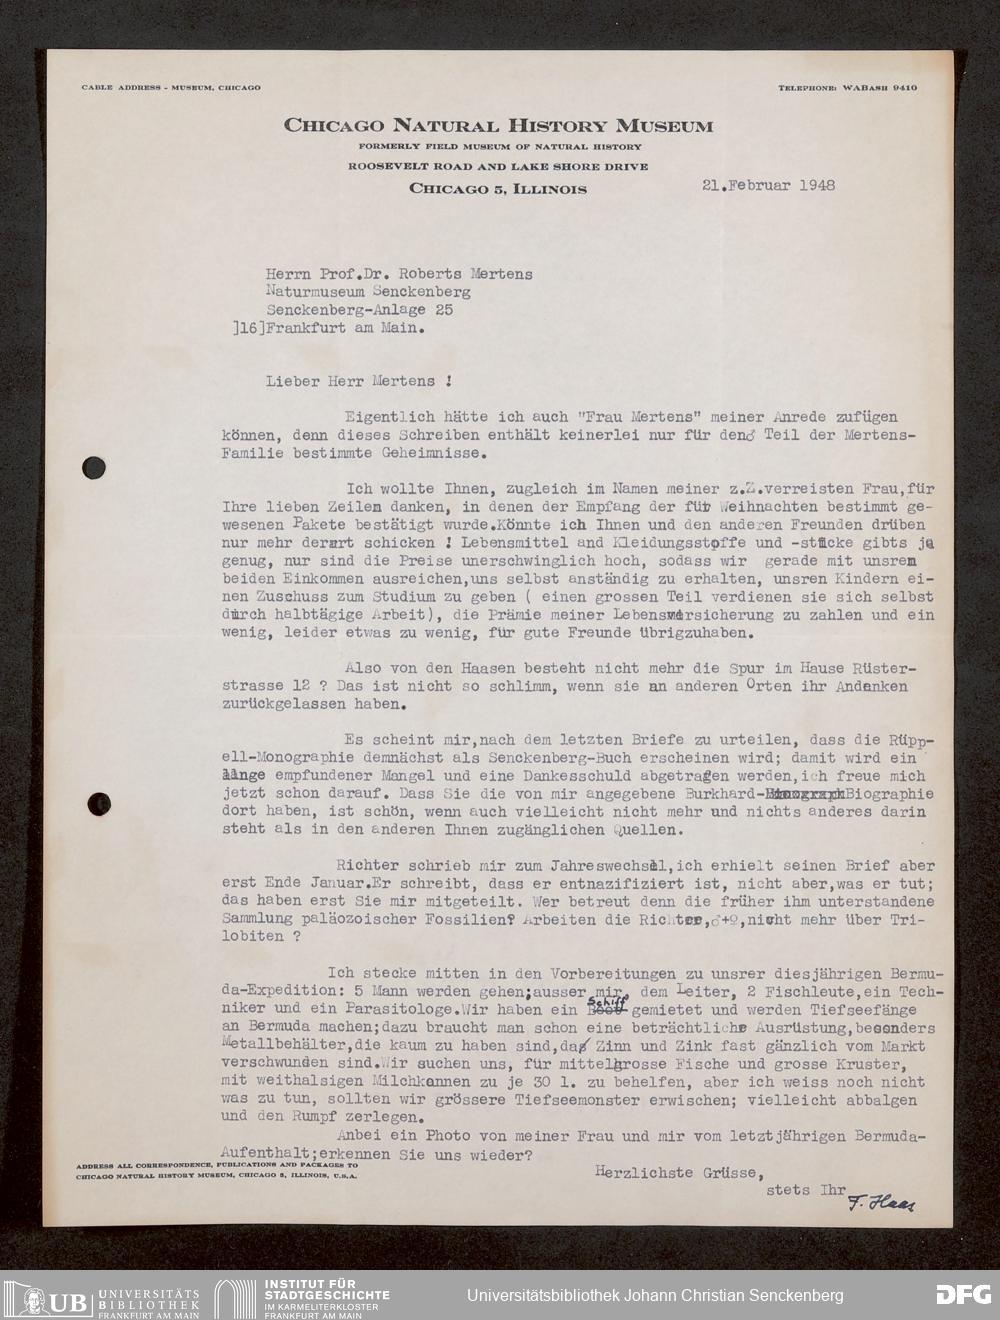 CABLE ADDRESS - MUSEUM, CHICAGO
TELEPHONE: WABASH 9410
CHICAGO NATURAL HISTORY MUSEUM
FORMERLY FIELD MUSEUM OF NATURAL HISTORY
ROOSEVELT ROAD AND LAKE SHORE DRIVE
CHICAGO 5, ILLINOIS
21.Februar 1948
Herrn Prof.Dr. Roberts Mertens
Naturmuseum Senckenberg
Senckenberg-Anlage 25
]16]Frankfurt am Main.
Lieber Herr Mertens !
Eigentlich hätte ich auch "Frau Mertens" meiner Anrede zufügen
können, denn dieses Schreiben enthält keinerlei nur für den♂ Teil der Mertens-
Familie bestimmte Geheimnisse.
Ich wollte Ihnen, zugleich im Namen meiner z.Z.verreisten Frau,für
Ihre lieben Zeilen danken, in denen der Empfang der für Weihnachten bestimmt ge-
wesenen Pakete bestätigt wurde.Könnte ich Ihnen und den anderen Freunden drüben
nur mehr derart schicken ! Lebensmittel and Kleidungsstoffe und -stücke gibts ja
genug, nur sind die Preise unerschwinglich hoch, sodass wir gerade mit unsren
beiden Einkommen ausreichen,uns selbst anständig zu erhalten, unsren Kindern ei-
nen Zuschuss zum Studium zu geben ( einen grossen Teil verdienen sie sich selbst
durch halbtägige Arbeit), die Prämie meiner Lebensversicherung zu zahlen und ein
wenig, leider etwas zu wenig, für gute Freunde übrigzuhaben.
Also von den Haasen besteht nicht mehr die Spur im Hause Rüster-
strasse 12 ? Das ist nicht so schlimm, wenn sie an anderen Orten ihr Andenken
zurückgelassen haben.
Es scheint mir,nach dem letzten Briefe zu urteilen, dass die Rüpp-
ell-Monographie demnächst als Senckenberg-Buch erscheinen wird; damit wird ein
lange empfundener Mangel und eine Dankesschuld abgetragen werden,ich freue mich
jetzt schon darauf. Dass Sie die von mir angegebene Burkhard-Biographie
dort haben, ist schön, wenn auch vielleicht nicht mehr und nichts anderes darin
steht als in den anderen Ihnen zugänglichen Quellen.
Richter schrieb mir zum Jahreswechsel,ich erhielt seinen Brief aber
erst Ende Januar.Er schreibt, dass er entnazifiziert ist, nicht aber,was er tut;
das haben erst Sie mir mitgeteilt. Wer betreut denn die früher ihm unterstandene
Sammlung paläozoischer Fossilien? Arbeiten die Richter,♂+♀,nicht mehr über Tri-
lobiten ?
Ich stecke mitten in den Vorbereitungen zu unsrer diesjährigen Bermu-
da-Expedition: 5 Mann werden gehen;ausser mir, dem Leiter, 2 Fischleute,ein Tech-
niker und ein Parasitologe.Wir haben ein Boot Schiff gemietet und werden Tiefseefänge
an Bermuda machen;dazu braucht man schon eine beträchtliche Ausrüstung,besonders
Metallbehälter,die kaum zu haben sind,da Zinn und Zink fast gänzlich vom Markt
verschwunden sind.Wir suchen uns, für mittelgrosse Fische und grosse Kruster,
mit weithalsigen Milchkannen zu je 30 l. zu behelfen, aber ich weiss noch nicht
was zu tun, sollten wir grössere Tiefseemonster erwischen; vielleicht abbalgen
und den Rumpf zerlegen.
Anbei ein Photo von meiner Frau und mir vom letztjährigen Bermuda-
Aufenthalt;erkennen Sie uns wieder?
Herzlichste Grüsse,
stets Ihr
F. Haas
ADDRESS ALL CORRESPONDENCE, PUBLICATIONS AND PACKAGES TO
CHICAGO NATURAL HISTORY MUSEUM, CHICAGO 5, ILLINOIS, U.S.A.
UB UNIVERSITÄTS
BIBLIOTHEK
FRANKFURT AM MAIN
INSTITUT FÜR
STADTGESCHICHTE
IM KARMELITERKLOSTER
FRANKFURT AM MAIN
Universitätsbibliothek Johann Christian Senckenberg
DFG